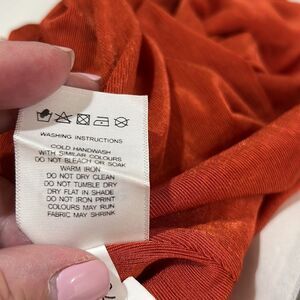 WASHING INSTRUCTIONS
COLD HANDWASH
WITH SIMILAR COLOURS
DO NOT BLEACH OR SOAK
WARM IRON
DO NOT DRY CLEAN
DO NOT TUMBLE DRY
DRY FLAT IN SHADE
DO NOT IRON PRINT
COLOURS MAY RUN
FABRIC MAY SHRINK